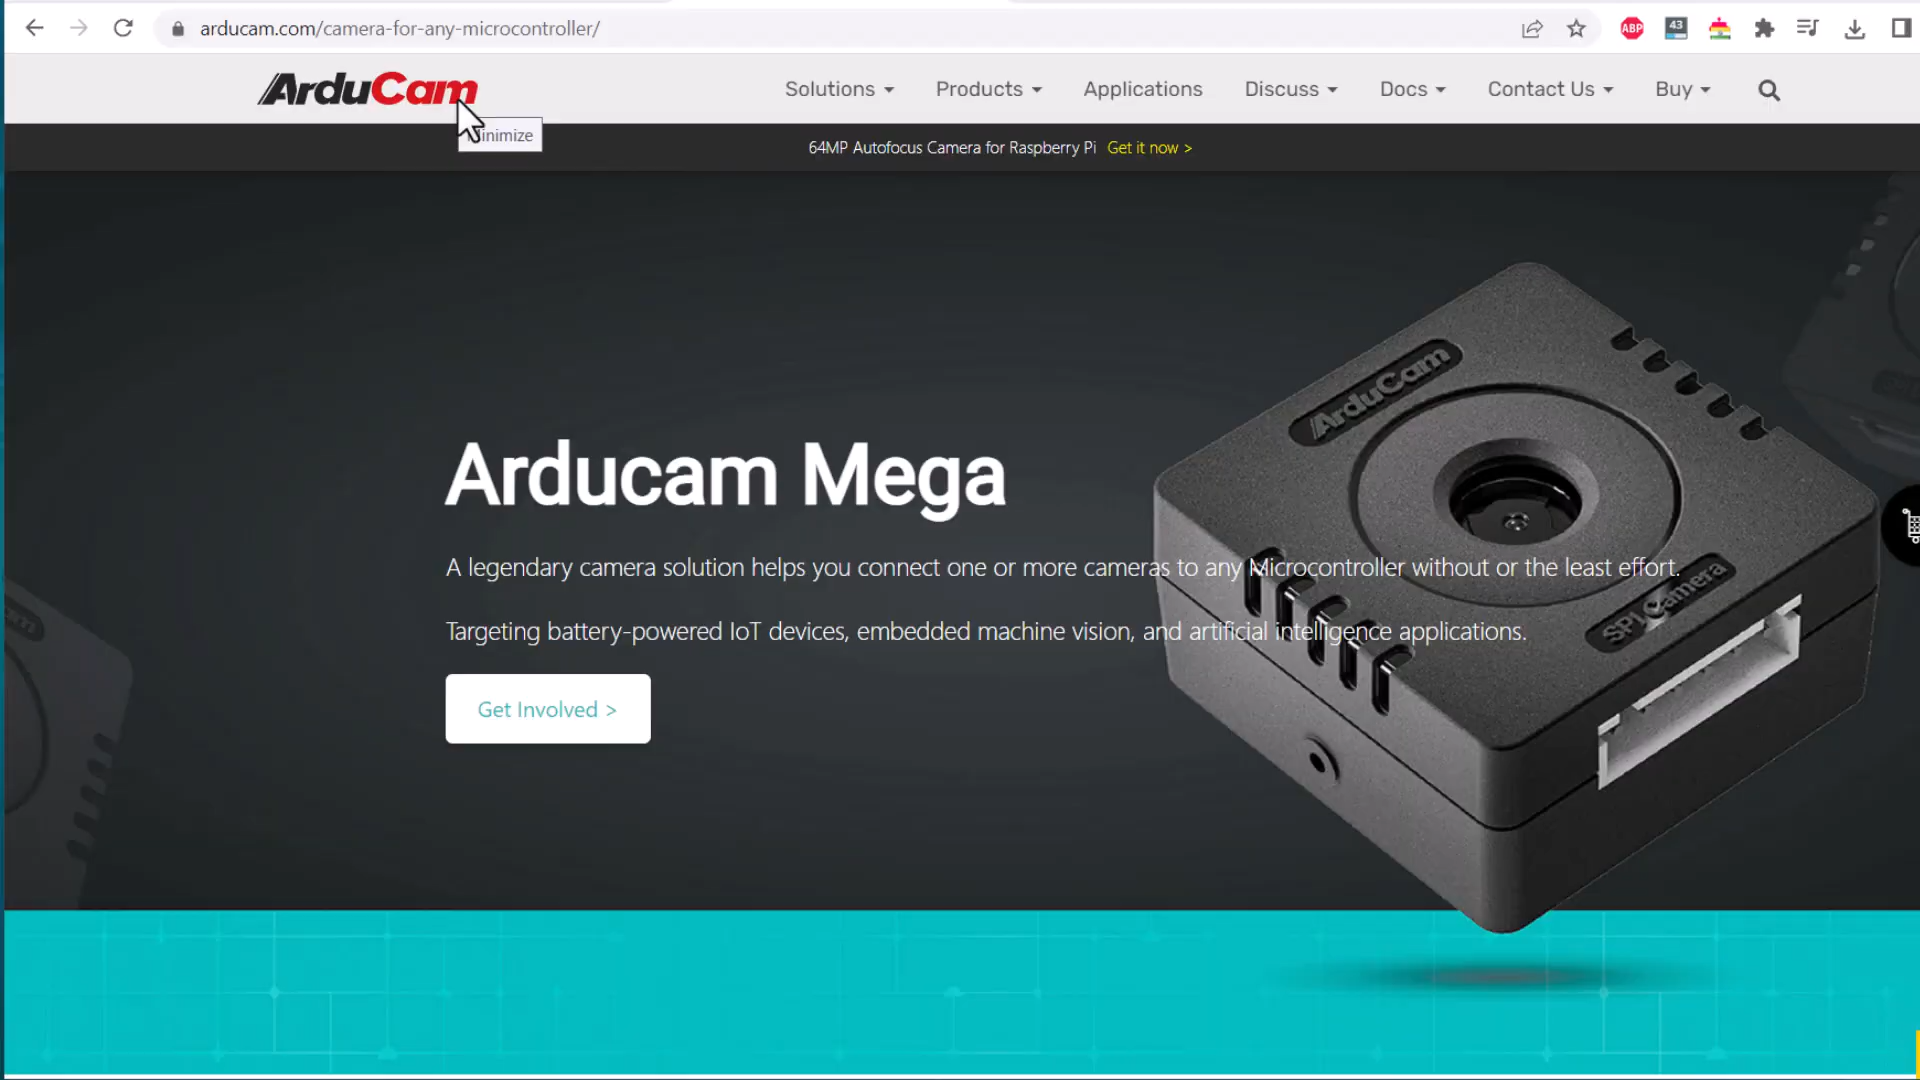 arducam.com/camera-for-any-microcontroller/
ABP
43
ArduCam
Solutions
Products
Applications
Discuss
Docs
Contact Us
Buy
64MP Autofocus Camera for Raspberry Pi Get it now >
ArduCam
Arducam Mega
A legendary camera solution helps you connect one or more cameras to any Microcontroller without or the least effort.
SPI Camera
Targeting battery-powered IoT devices, embedded machine vision, and artificial intelligence applications.
Get Involved >